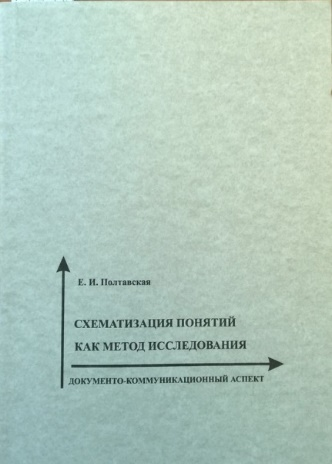 Е. И. Полтавская
СХЕМАТИЗАЦИЯ ПОНЯТИЙ
КАК МЕТОД ИССЛЕДОВАНИЯ
ДОКУМЕНТО-КОММУНИКАЦИОННЫЙ АСПЕКТ